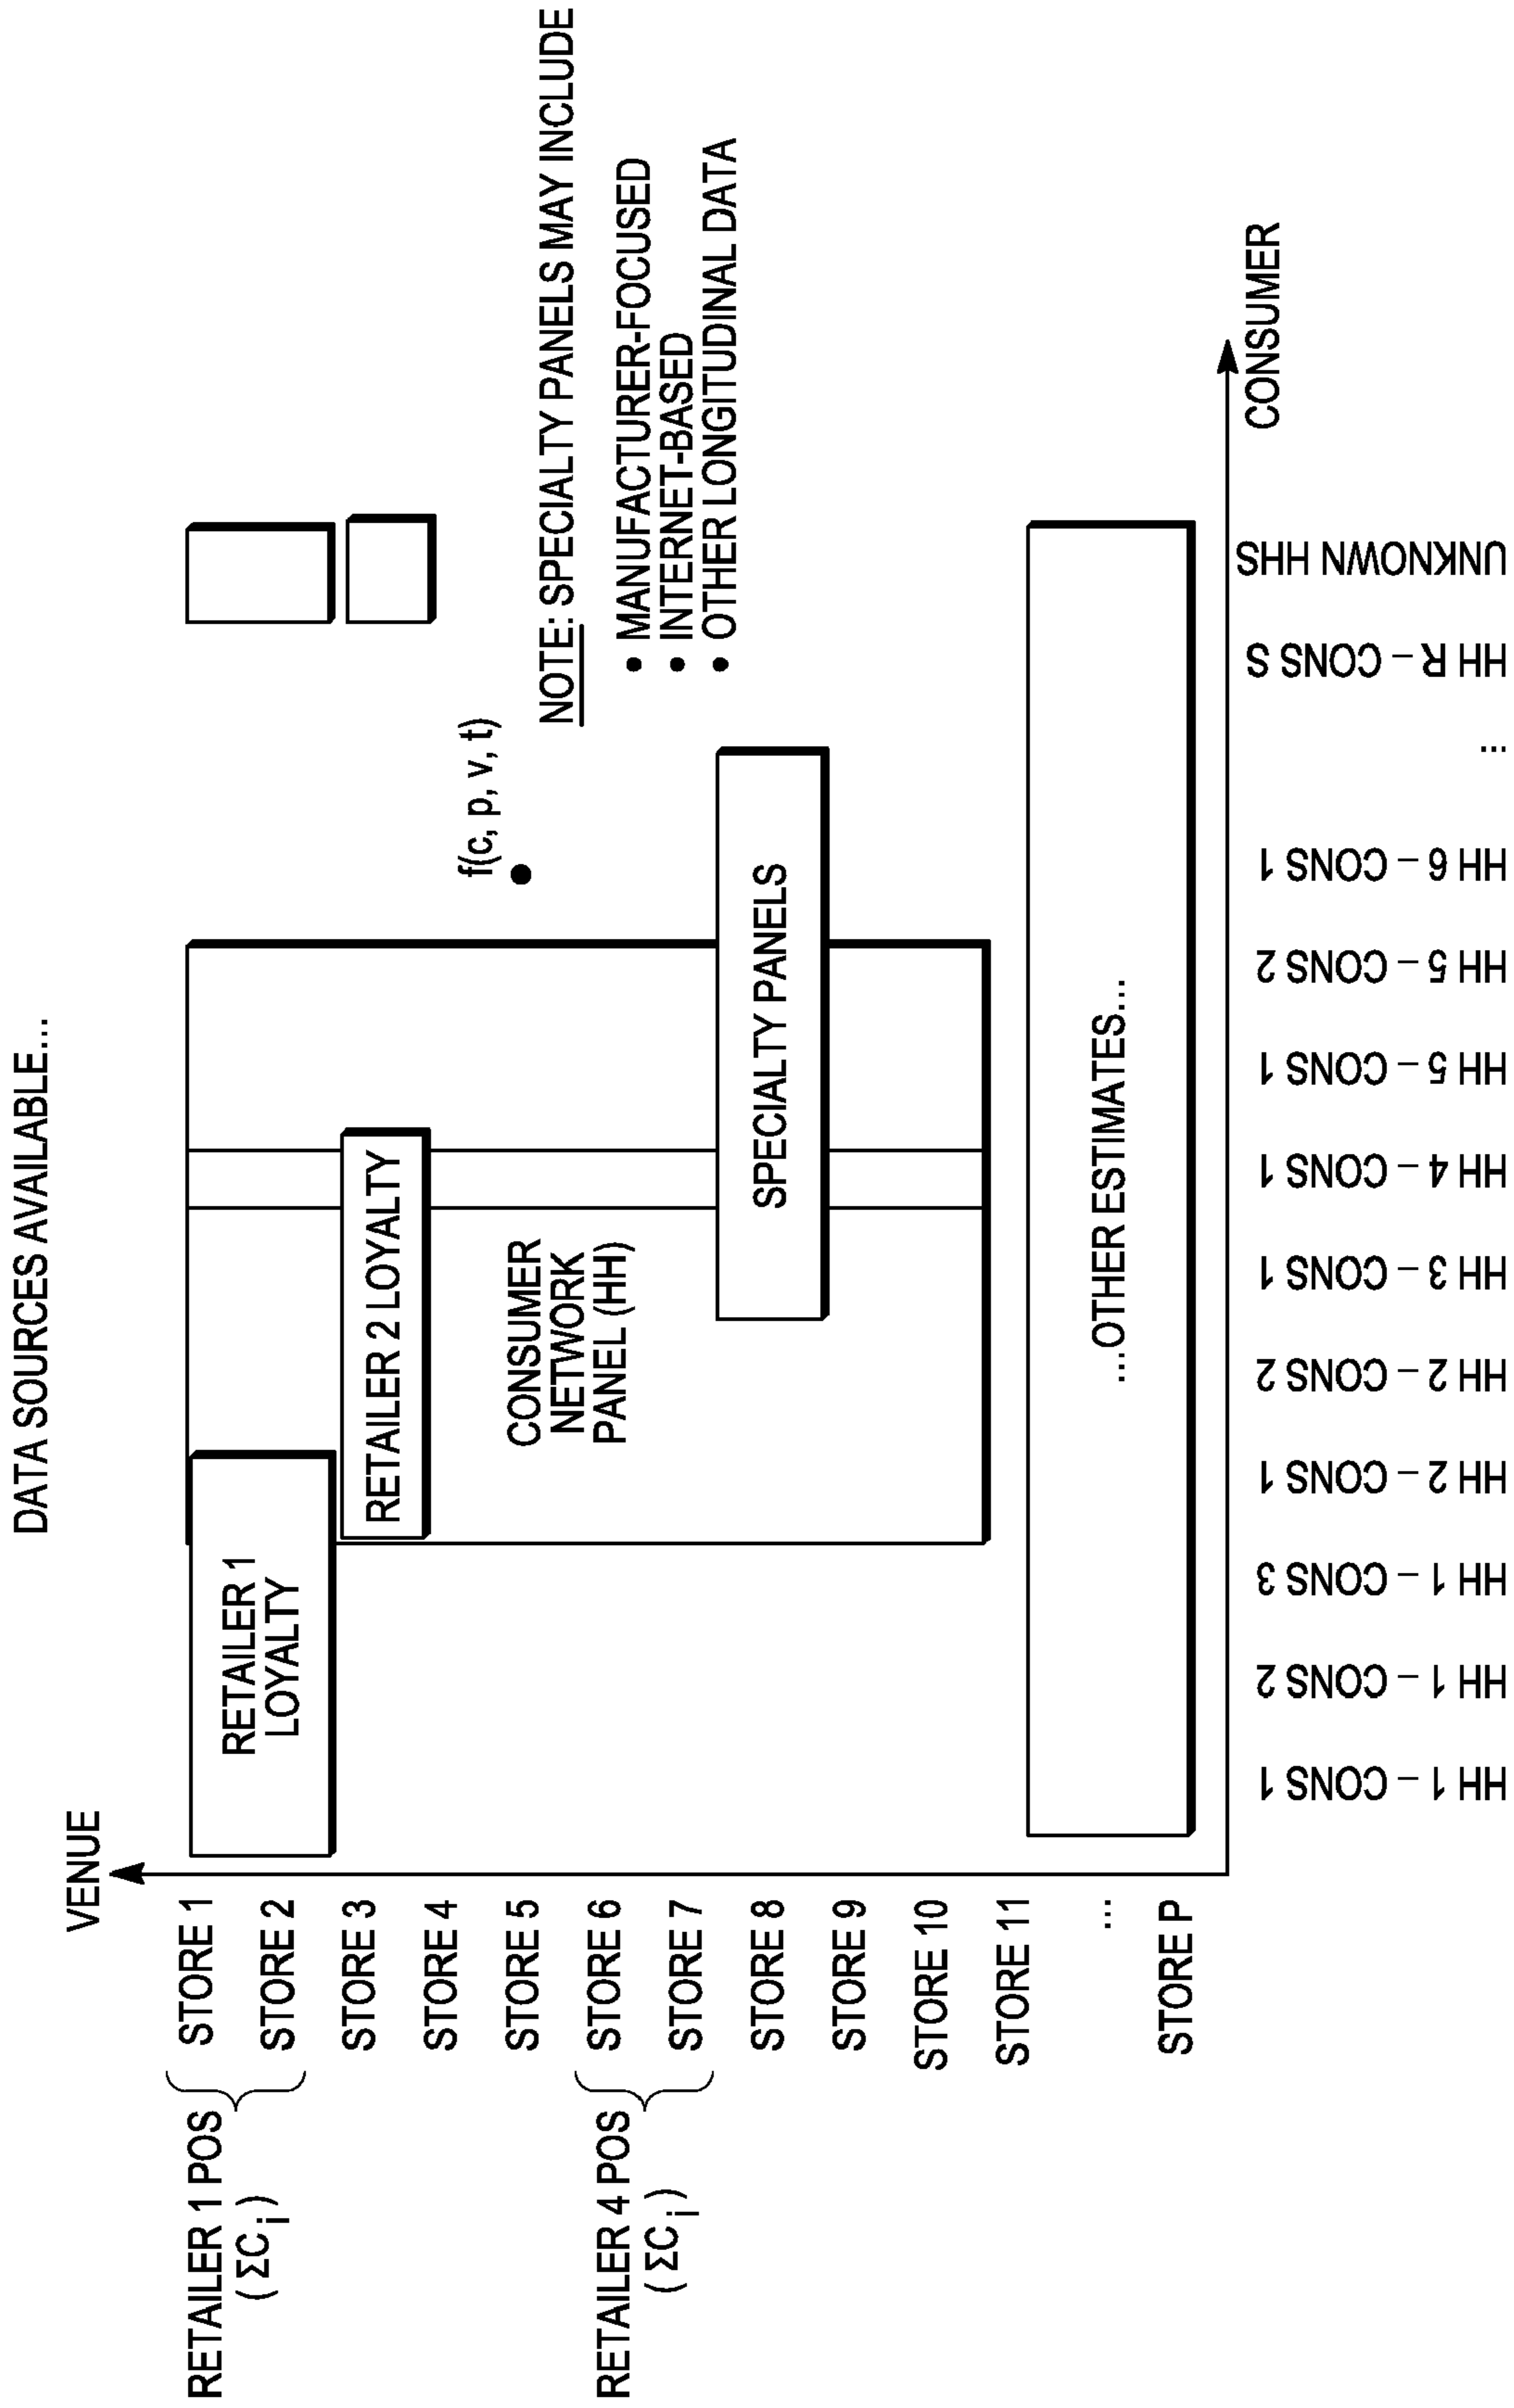 DATA SOURCES AVAILABLE...
VENUE
RETAILER 1 POS
( ΣC i )
RETAILER 4 POS
( ΣC i )
STORE 1
STORE 2
STORE 3
STORE 4
STORE 5
STORE 6
STORE 7
STORE 8
STORE 9
STORE 10
STORE 11
...
STORE P
RETAILER 1
LOYALTY
RETAILER 2 LOYALTY
CONSUMER
NETWORK
PANEL (HH)
SPECIALTY PANELS
...OTHER ESTIMATES...
f(c, p, v, t)
NOTE: SPECIALTY PANELS MAY INCLUDE
• MANUFACTURER-FOCUSED
• INTERNET-BASED
• OTHER LONGITUDINAL DATA
CONSUMER
HH 1 – CONS 1
HH 1 – CONS 2
HH 1 – CONS 3
HH 2 – CONS 1
HH 2 – CONS 2
HH 3 – CONS 1
HH 4 – CONS 1
HH 5 – CONS 1
HH 5 – CONS 2
HH 6 – CONS 1
...
HH R – CONS S
UNKNOWN HHS